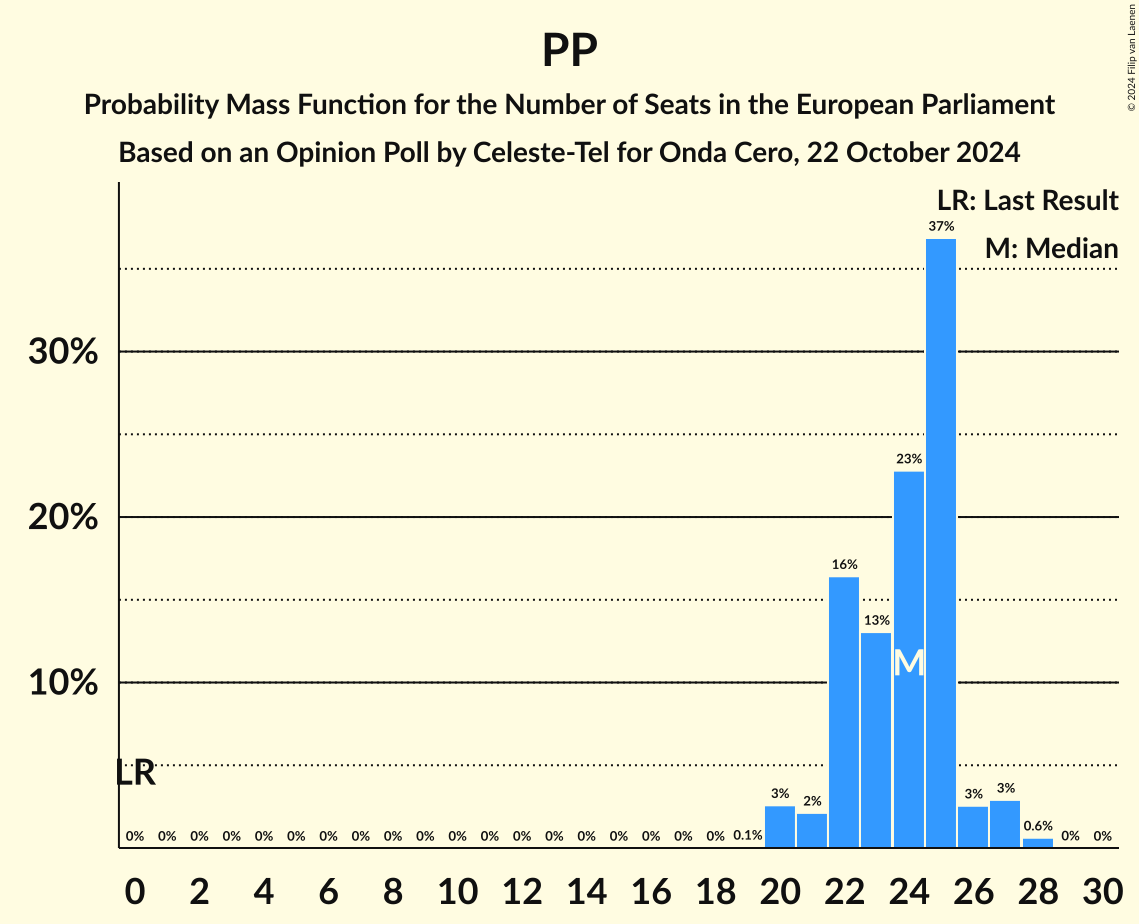 PP
Probability Mass Function for the Number of Seats in the European Parliament
Based on an Opinion Poll by Celeste-Tel for Onda Cero, 22 October 2024
© 2024 Filip van Laenen
LR: Last Result
M: Median
30%
20%
10%
LR
M
0% 0% 0% 0% 0% 0% 0% 0% 0% 0% 0% 0% 0% 0% 0% 0% 0% 0% 0% 0.1% 3% 2% 16% 13% 23% 37% 3% 3% 0.6% 0% 0%
0 2 4 6 8 10 12 14 16 18 20 22 24 26 28 30